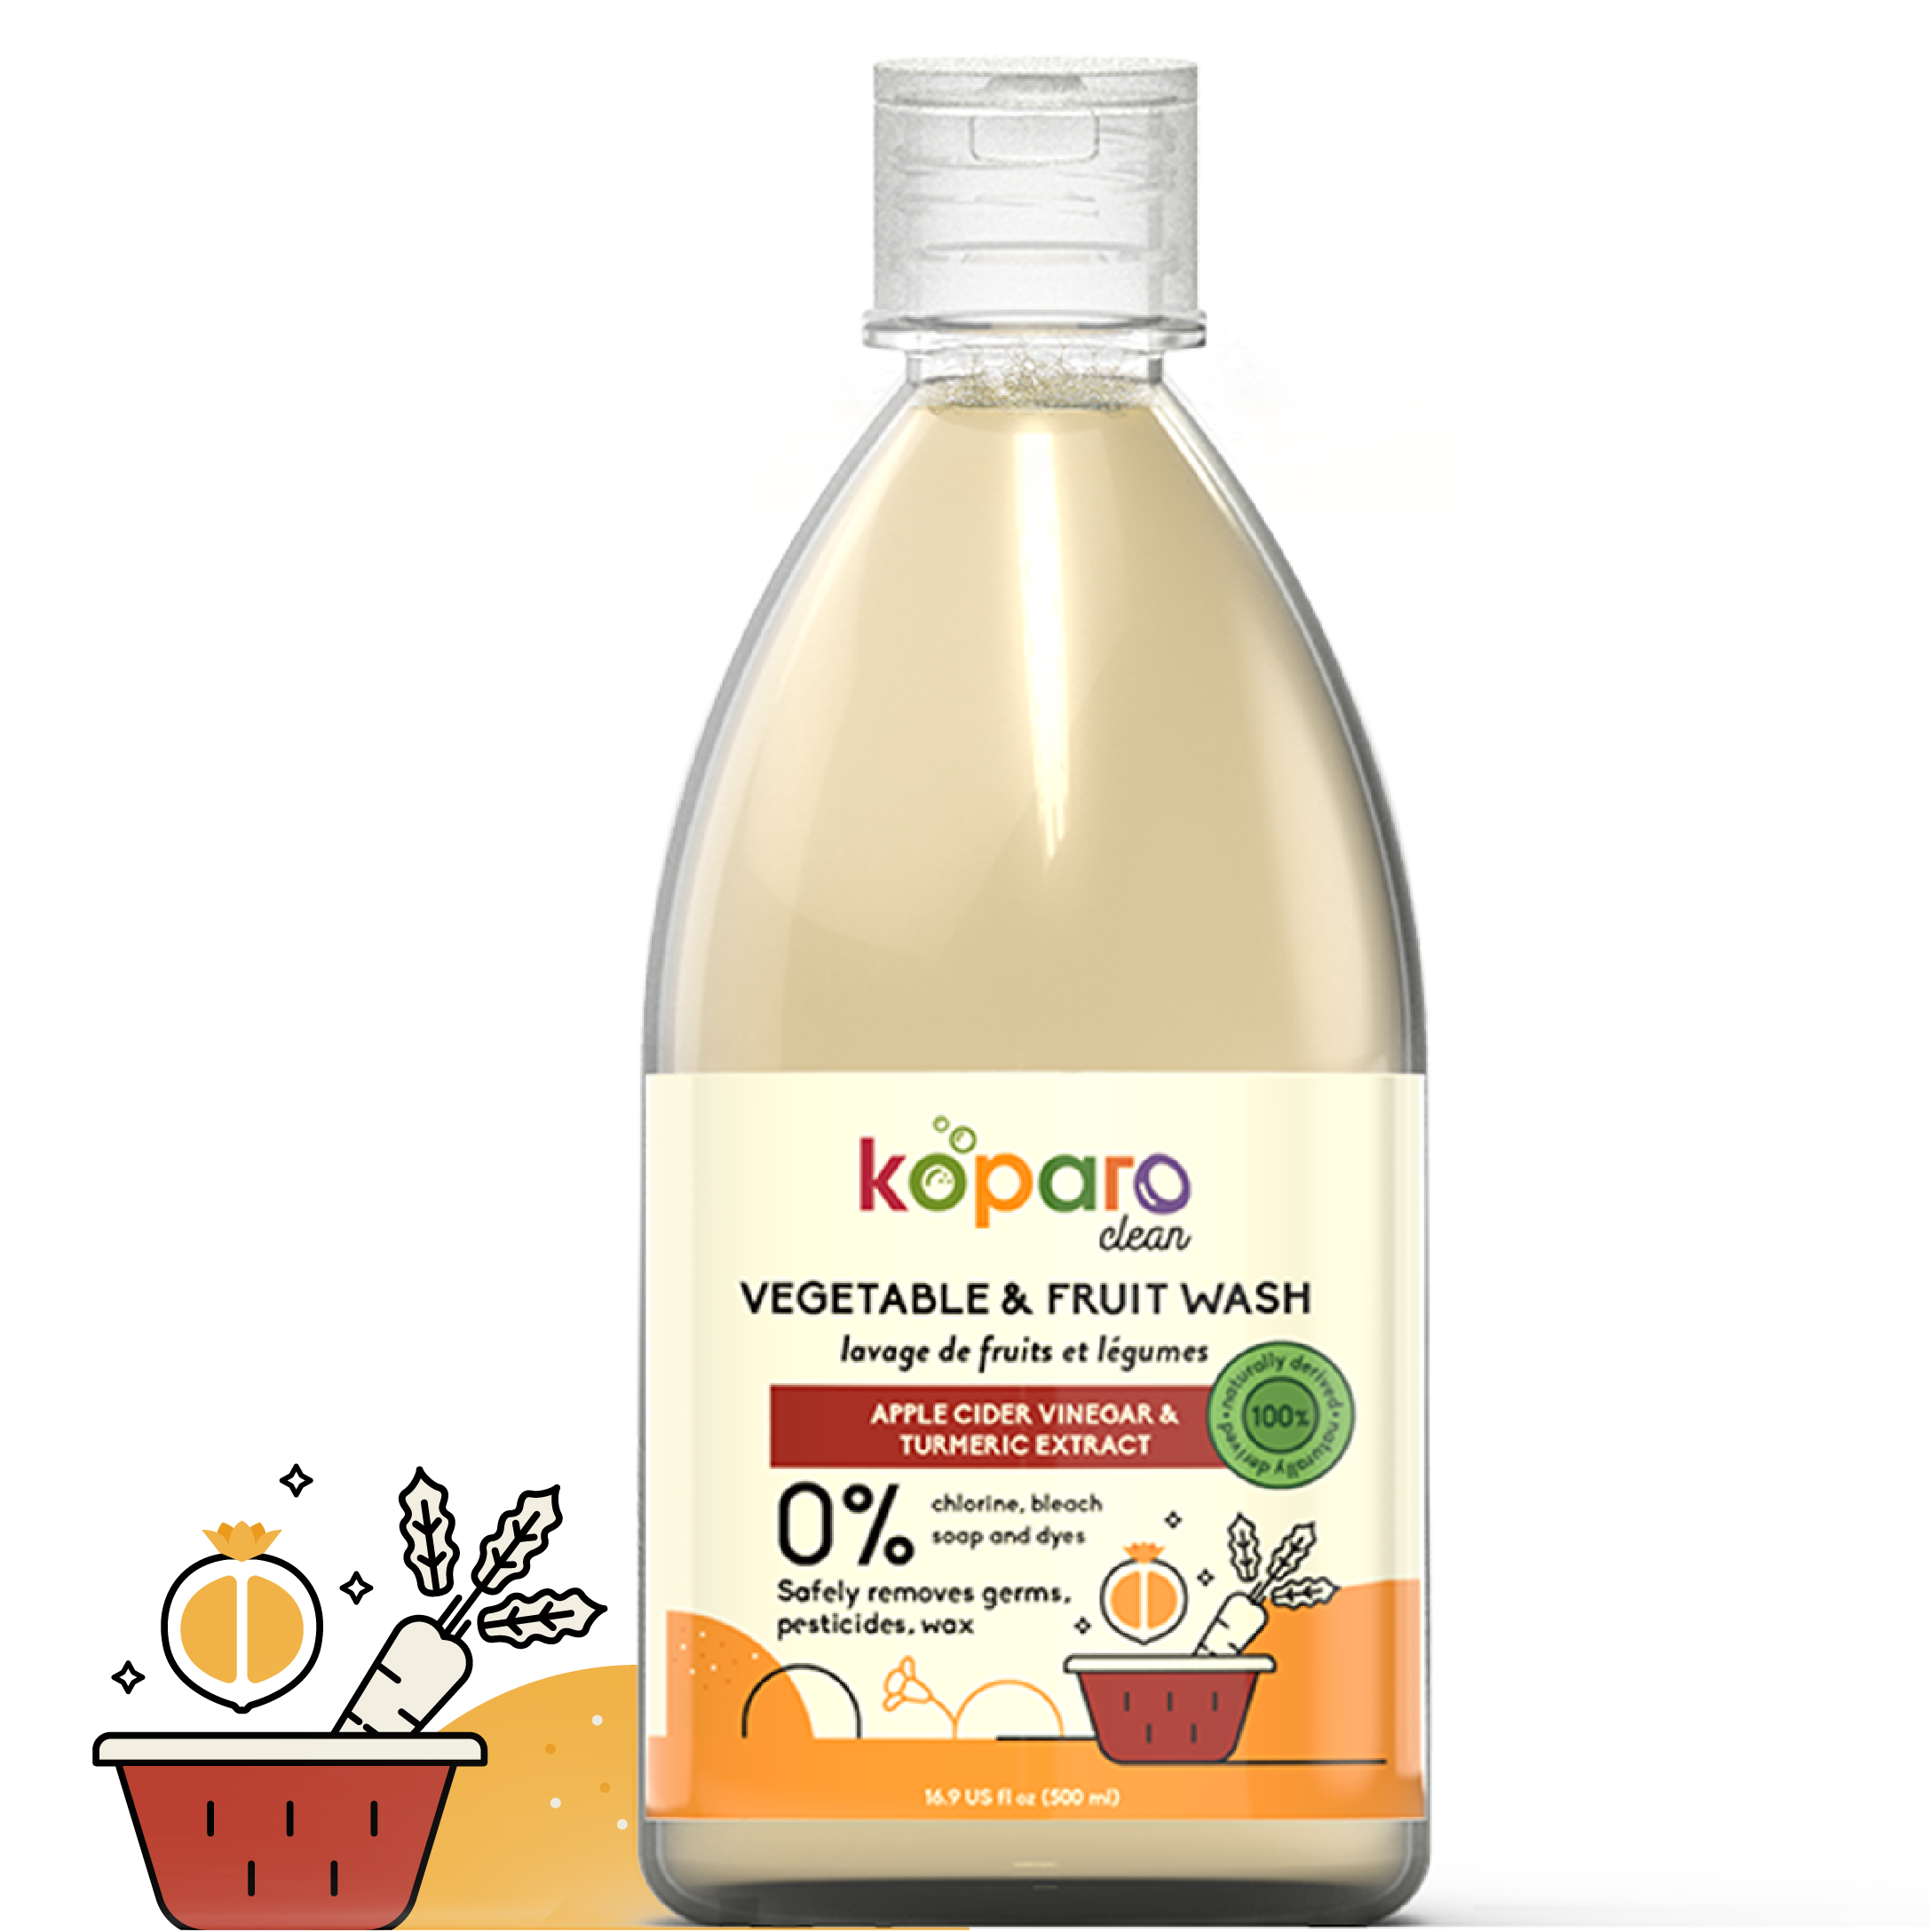 koparo
clean
VEGETABLE & FRUIT WASH
lavage de fruits et légumes
APPLE CIDER VINEGAR &
TURMERIC EXTRACT
•naturally derived•naturally derived
100%
0% chlorine, bleach
soap and dyes
Safely removes germs,
pesticides, wax
16.9 US fl oz (500 ml)